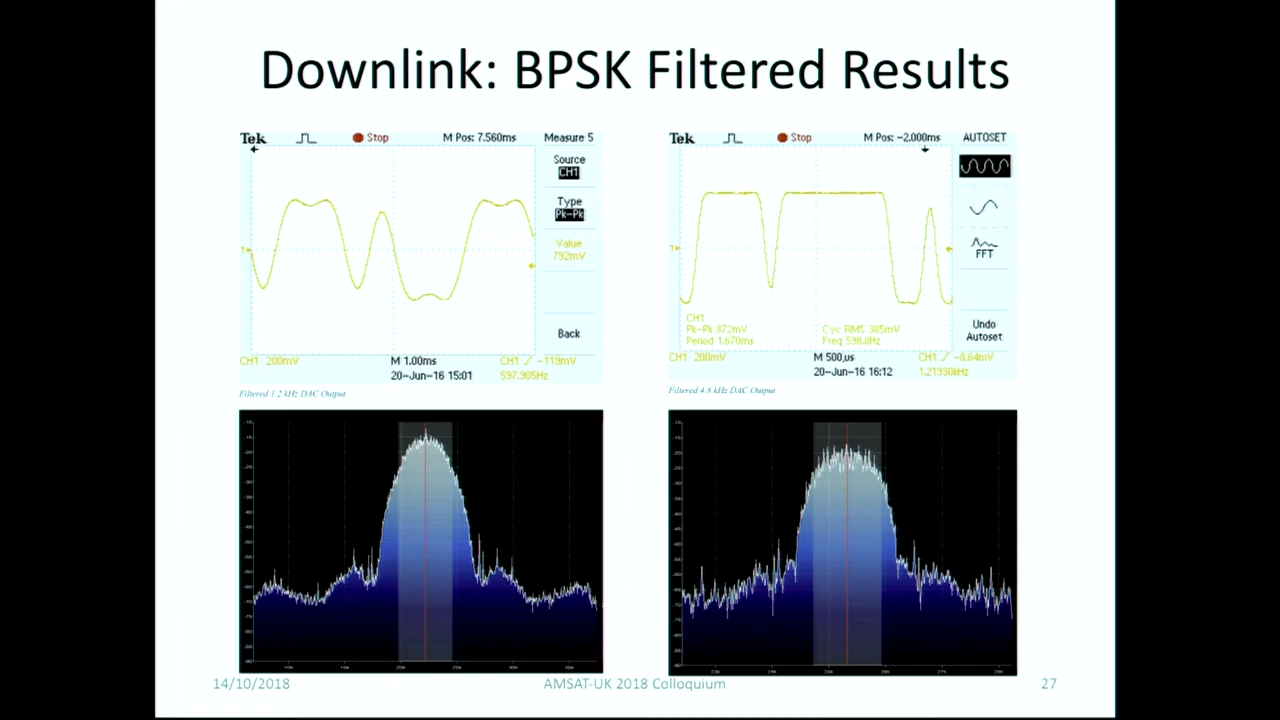 Downlink: BPSK Filtered Results
Tek Stop M Pos: 7.560ms Measure 5
Source
CH1
Type
Pk-Pk
Value
792mV
Back
CH1 200mV M 1.00ms CH1 -119mV
20-Jun-16 15:01 597.905Hz
Filtered 1.2 kHz DAC Output
Tek Stop M Pos: -2.000ms AUTOSET
FFT
CH1
Pk-Pk 872mV Cyc RMS 385mV
Period 1.670ms Freq 598.8Hz
Undo
Autoset
CH1 200mV M 500µs CH1 -8.64mV
20-Jun-16 16:12 1.21930kHz
Filtered 4.8 kHz DAC Output
14/10/2018 AMSAT-UK 2018 Colloquium 27